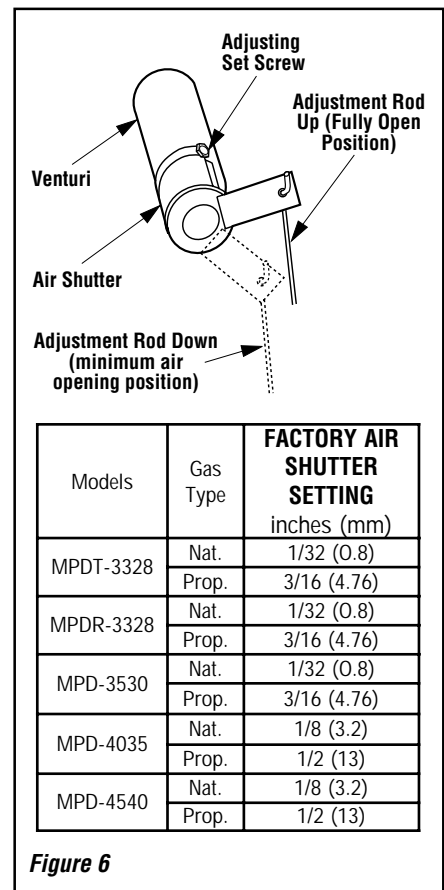 Adjusting
Set Screw
Adjustment Rod
Up (Fully Open
Position)
Venturi
Air Shutter
Adjustment Rod Down
(minimum air
opening position)
Models
Gas
Type
FACTORY AIR
SHUTTER
SETTING
inches (mm)
MPDT-3328
Nat. 1/32 (0.8)
Prop. 3/16 (4.76)
MPDR-3328
Nat. 1/32 (0.8)
Prop. 3/16 (4.76)
MPD-3530
Nat. 1/32 (0.8)
Prop. 3/16 (4.76)
MPD-4035
Nat. 1/8 (3.2)
Prop. 1/2 (13)
MPD-4540
Nat. 1/8 (3.2)
Prop. 1/2 (13)
Figure 6